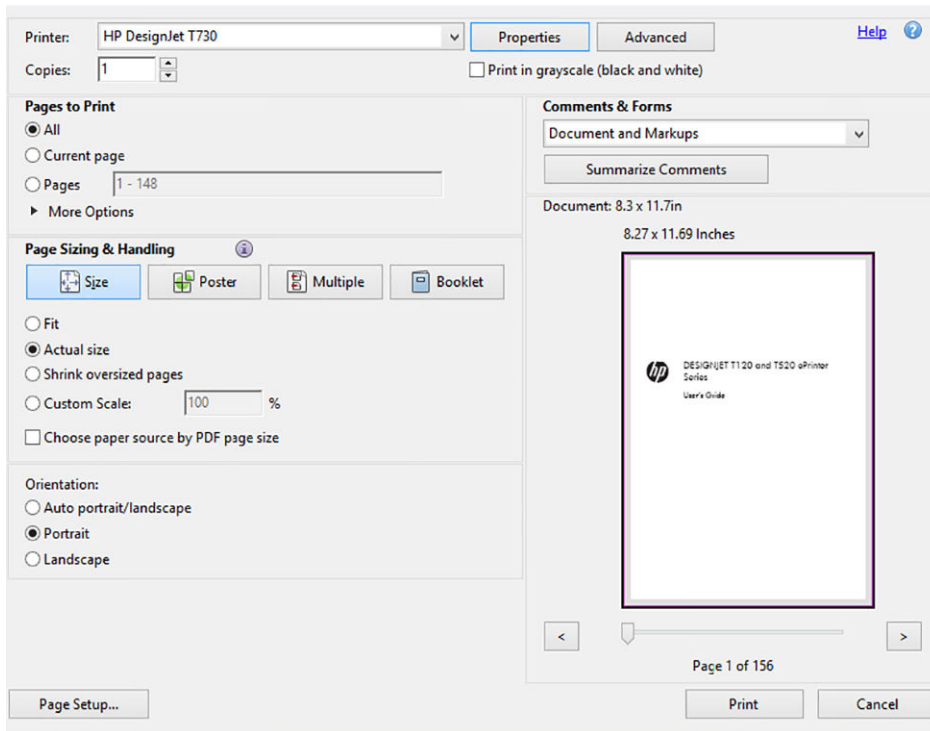 Printer: HP DesignJet T730 Properties Advanced Help
Copies: 1 Print in grayscale (black and white)
Pages to Print
All
Current page
Pages 1 - 148
More Options
Page Sizing & Handling
Size Poster Multiple Booklet
Fit
Actual size
Shrink oversized pages
Custom Scale: 100 %
Choose paper source by PDF page size
Orientation:
Auto portrait/landscape
Portrait
Landscape
Comments & Forms
Document and Markups
Summarize Comments
Document: 8.3 x 11.7in
8.27 x 11.69 Inches
hp
DESIGNJET T120 and T520 ePrinter
Series
User's Guide
< >
Page 1 of 156
Page Setup... Print Cancel